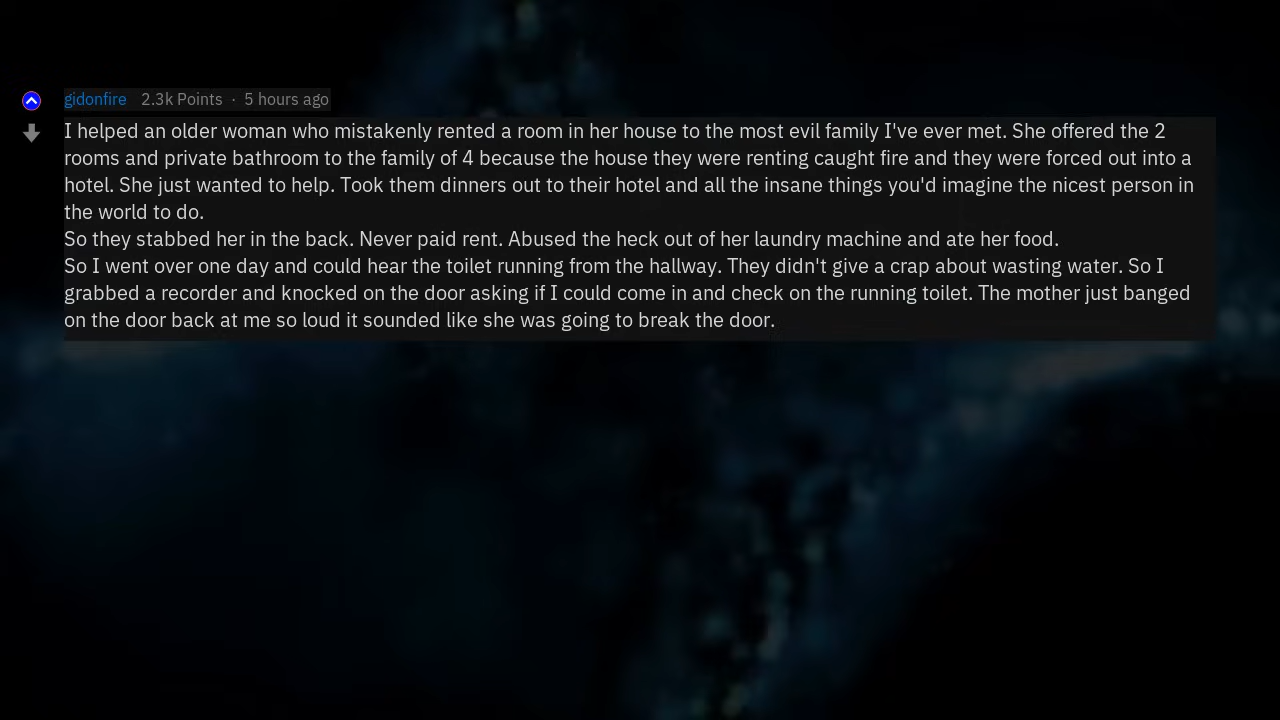 gidonfire 2.3k Points · 5 hours ago
I helped an older woman who mistakenly rented a room in her house to the most evil family I've ever met. She offered the 2
rooms and private bathroom to the family of 4 because the house they were renting caught fire and they were forced out into a
hotel. She just wanted to help. Took them dinners out to their hotel and all the insane things you'd imagine the nicest person in
the world to do.
So they stabbed her in the back. Never paid rent. Abused the heck out of her laundry machine and ate her food.
So I went over one day and could hear the toilet running from the hallway. They didn't give a crap about wasting water. So I
grabbed a recorder and knocked on the door asking if I could come in and check on the running toilet. The mother just banged
on the door back at me so loud it sounded like she was going to break the door.